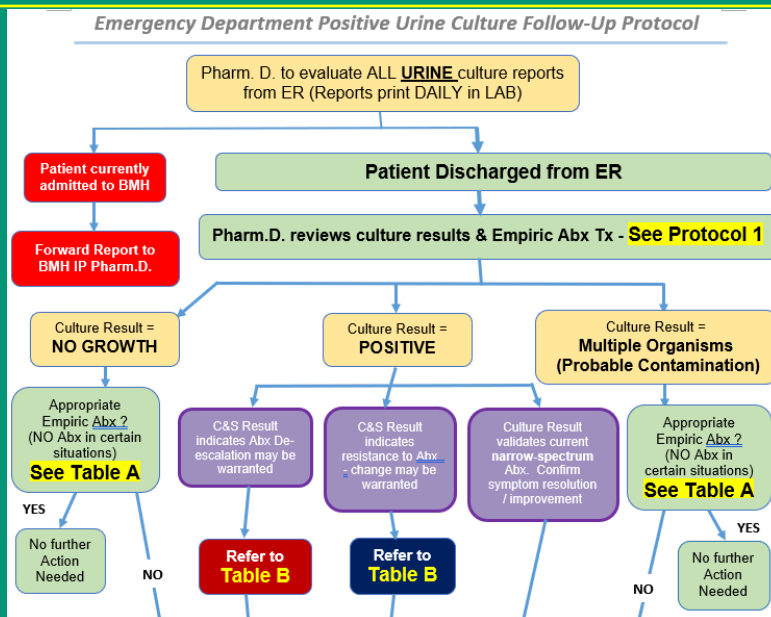 Emergency Department Positive Urine Culture Follow-Up Protocol
Pharm. D. to evaluate ALL URINE culture reports
from ER (Reports print DAILY in LAB)
Patient currently
admitted to BMH
Patient Discharged from ER
Forward Report to
BMH IP Pharm.D.
Pharm.D. reviews culture results & Empiric Abx Tx - See Protocol 1
Culture Result =
NO GROWTH
Culture Result =
POSITIVE
Culture Result =
Multiple Organisms
(Probable Contamination)
Appropriate
Empiric Abx ?
(NO Abx in certain
situations)
See Table A
C&S Result
indicates Abx De-
escalation may be
warranted
C&S Result
indicates
resistance to Abx
- change may be
warranted
Culture Result
validates current
narrow-spectrum
Abx. Confirm
symptom resolution
/ improvement
Appropriate
Empiric Abx ?
(NO Abx in
certain situations)
See Table A
YES
No further
Action
Needed
NO
Refer to
Table B
Refer to
Table B
NO
YES
No further
Action
Needed